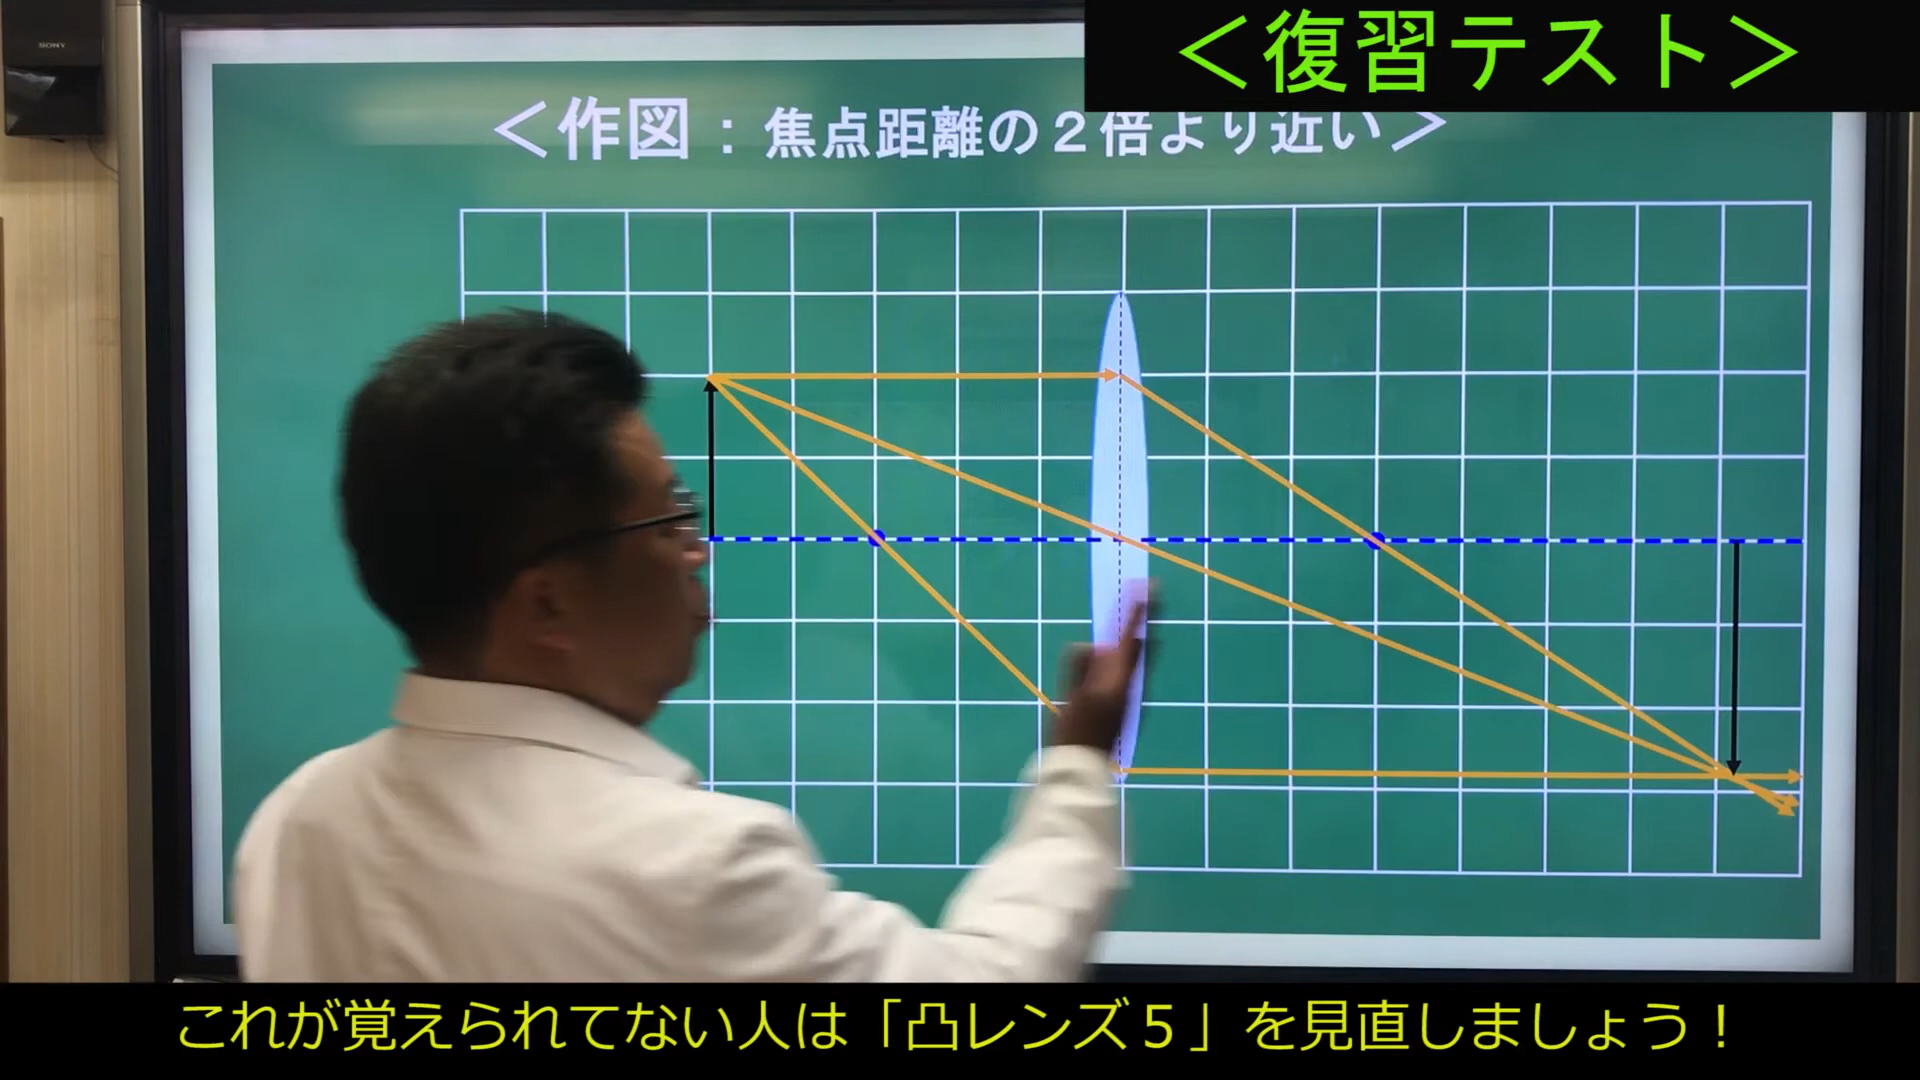 SONY
＜復習テスト＞
＜作図：焦点距離の２倍より近い＞
これが覚えられてない人は「凸レンズ５」を見直しましょう！